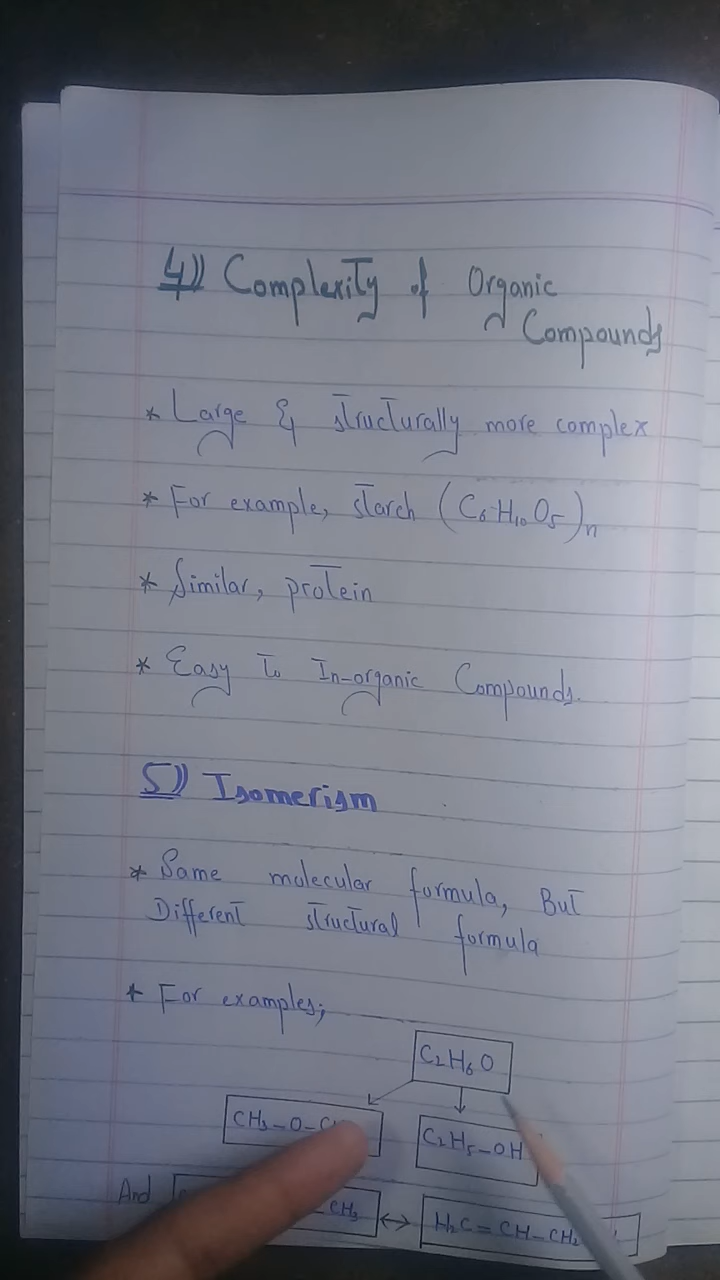 4)) Complexity of Organic
Compounds
* Large & structurally more complex
* For example, starch (C₆H₁₀O₅)n
* Similar, protein
* Easy to In-organic Compounds.
5)) Isomerism
* Same molecular formula, But
Different structural formula
* For examples;
C₂H₆O
CH₃-O-
C₂H₅-OH
And
-CH₃ ↔ H₂C=CH-CH₂